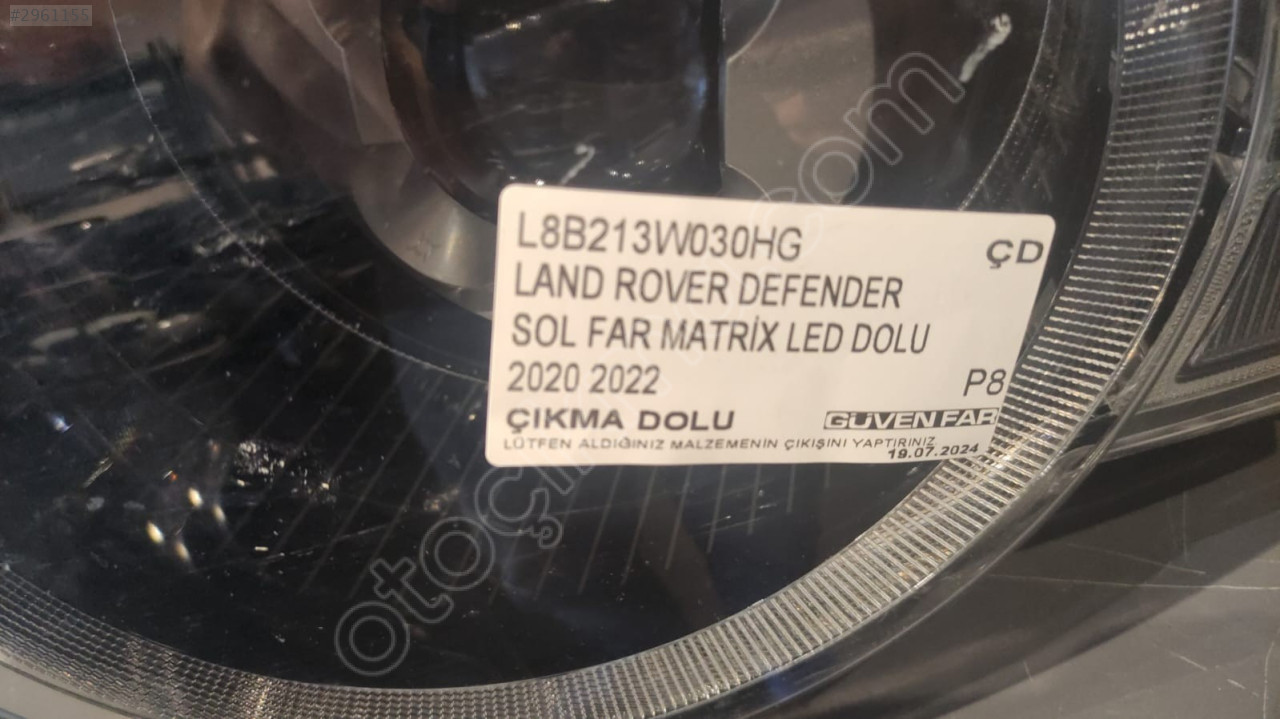 #2961155
L8B213W030HG ÇD
LAND ROVER DEFENDER
SOL FAR MATRİX LED DOLU
2020 2022 P8
ÇIKMA DOLU GÜVEN FAR
LÜTFEN ALDIĞINIZ MALZEMENİN ÇIKIŞINI YAPTIRINIZ
19.07.2024